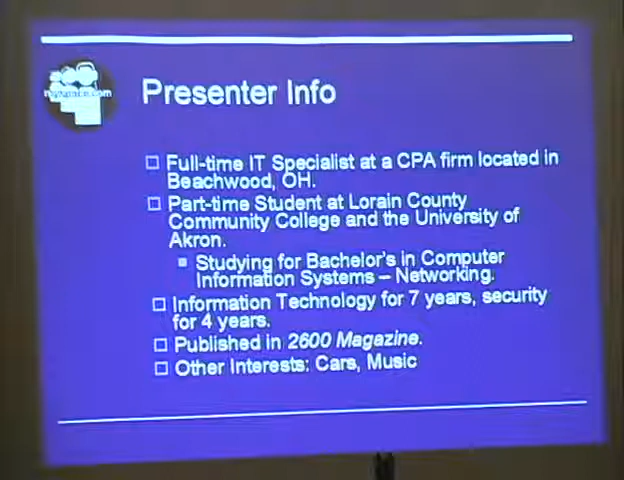 myspace.com
Presenter Info
Full-time IT Specialist at a CPA firm located in
Beachwood, OH.
Part-time Student at Lorain County
Community College and the University of
Akron.
Studying for Bachelor's in Computer
Information Systems – Networking.
Information Technology for 7 years, security
for 4 years.
Published in 2600 Magazine.
Other Interests: Cars, Music